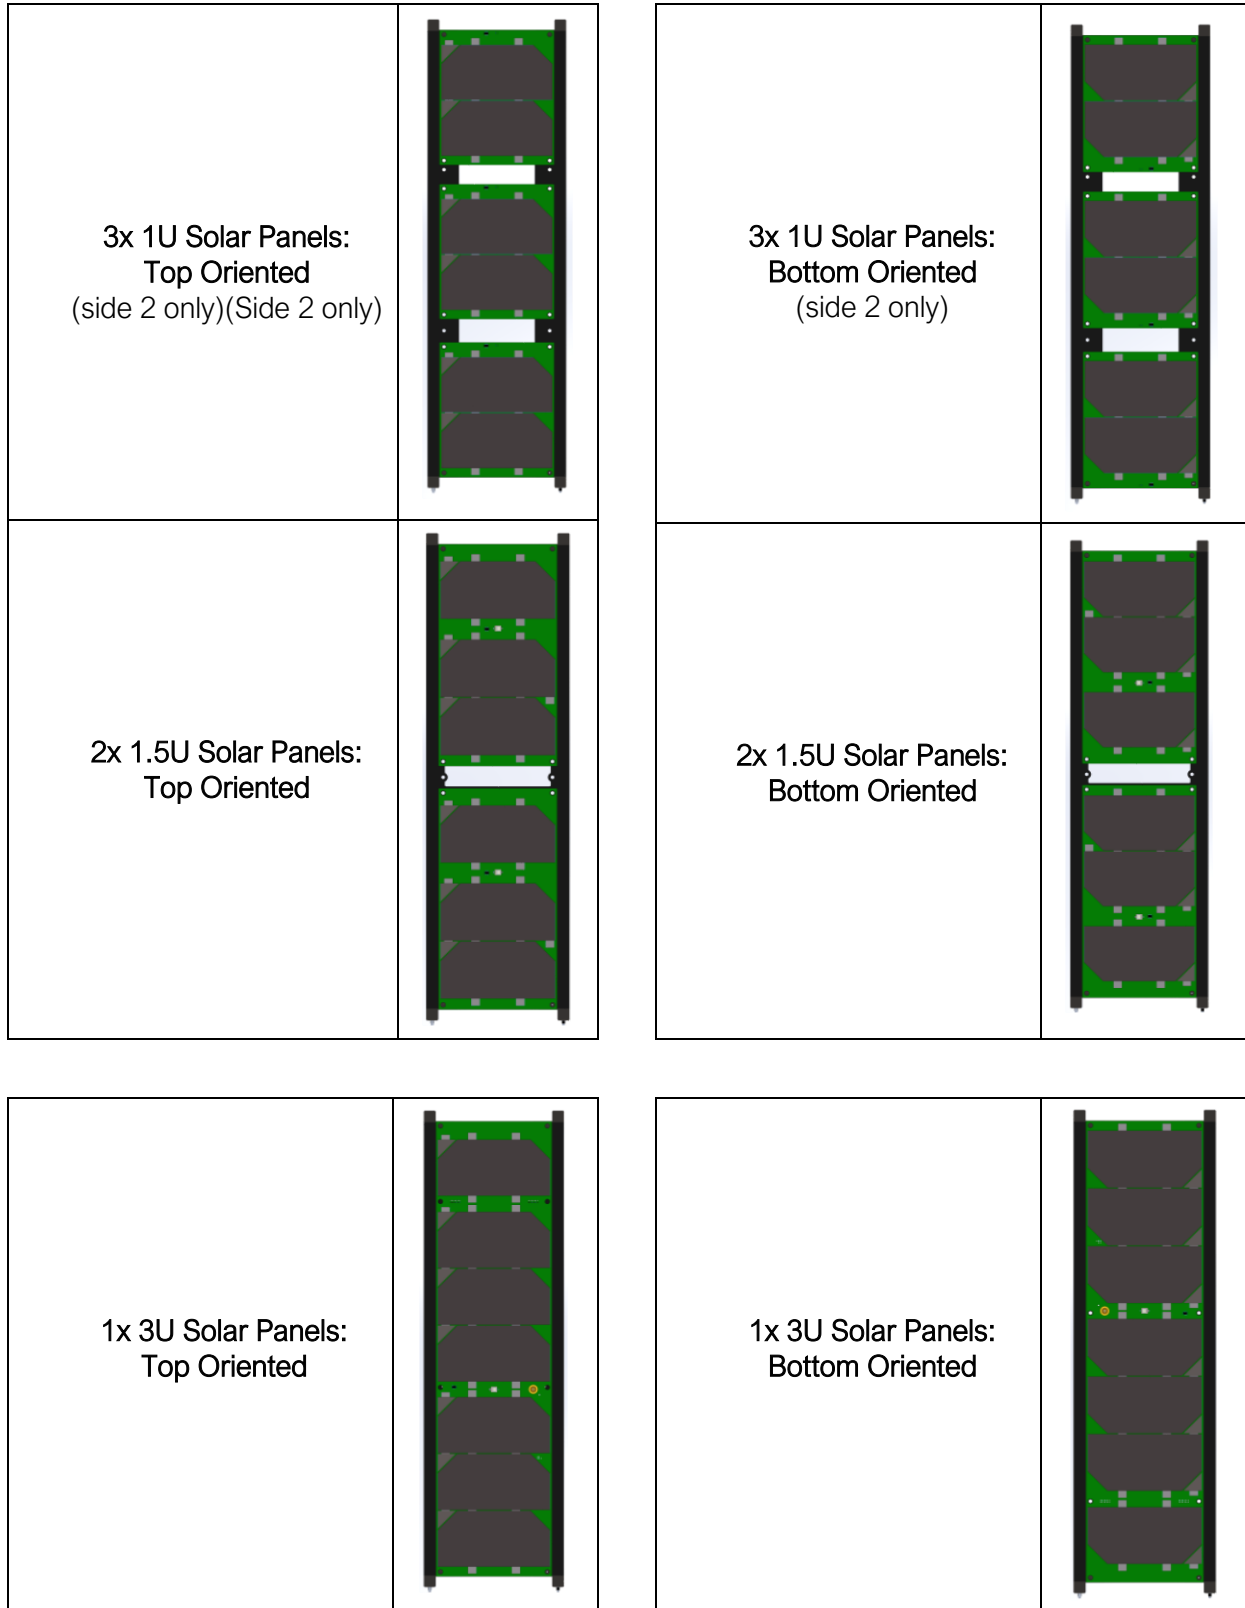 3x 1U Solar Panels:
Top Oriented
(side 2 only)(Side 2 only)
3x 1U Solar Panels:
Bottom Oriented
(side 2 only)
2x 1.5U Solar Panels:
Top Oriented
2x 1.5U Solar Panels:
Bottom Oriented
1x 3U Solar Panels:
Top Oriented
1x 3U Solar Panels:
Bottom Oriented